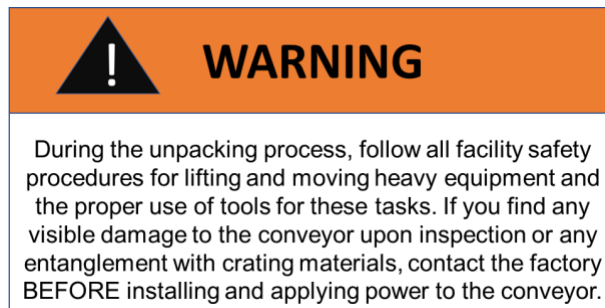 ! WARNING
During the unpacking process, follow all facility safety
procedures for lifting and moving heavy equipment and
the proper use of tools for these tasks. If you find any
visible damage to the conveyor upon inspection or any
entanglement with crating materials, contact the factory
BEFORE installing and applying power to the conveyor.